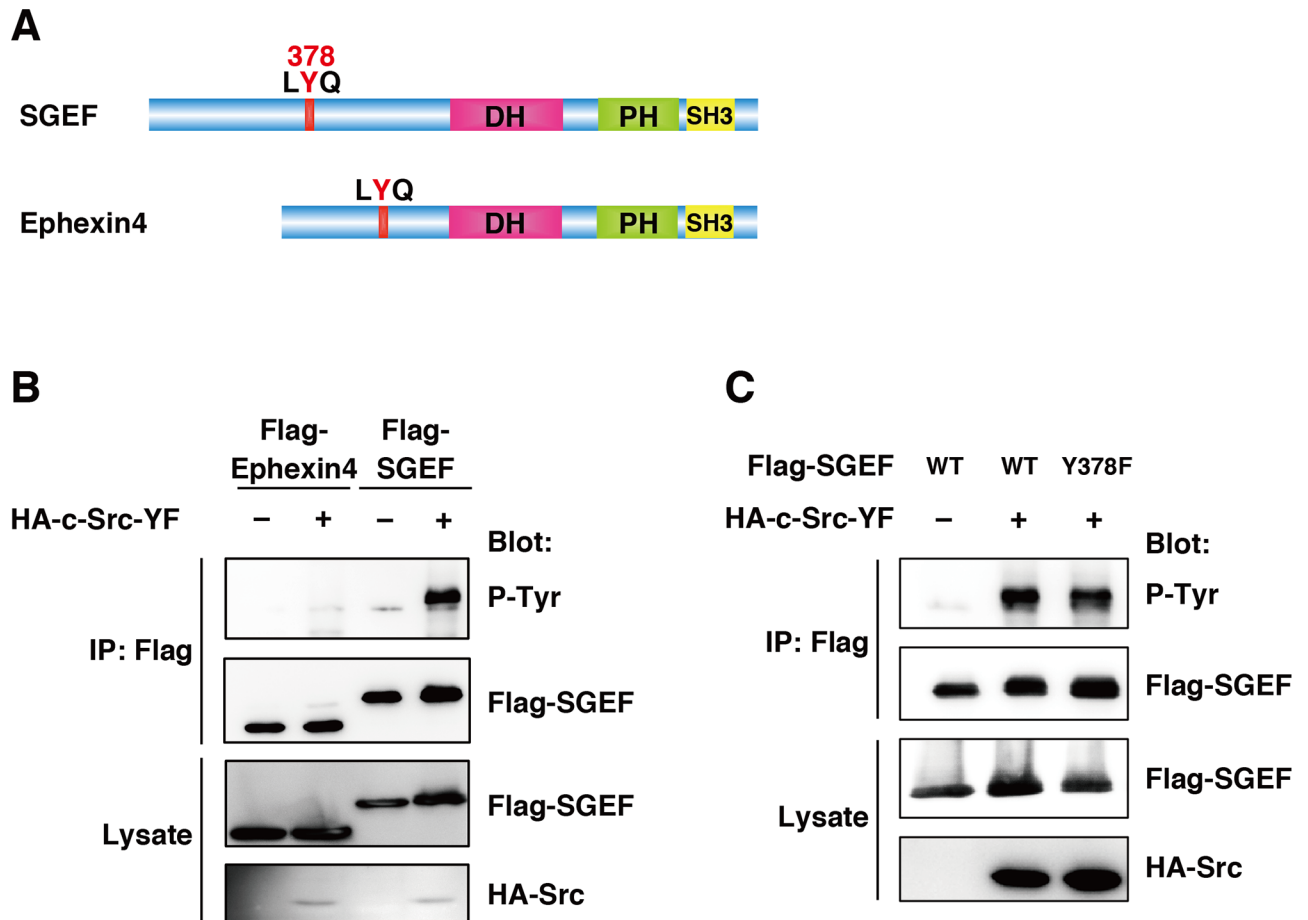 A
378
LYQ
SGEF
DH
PH
SH3
LYQ
Ephexin4
DH
PH
SH3
B
Flag-
Ephexin4
Flag-
SGEF
HA-c-Src-YF
– + – +
Blot:
IP: Flag
P-Tyr
Flag-SGEF
Lysate
Flag-SGEF
HA-Src
C
Flag-SGEF WT WT Y378F
HA-c-Src-YF – + +
Blot:
IP: Flag
P-Tyr
Flag-SGEF
Lysate
Flag-SGEF
HA-Src